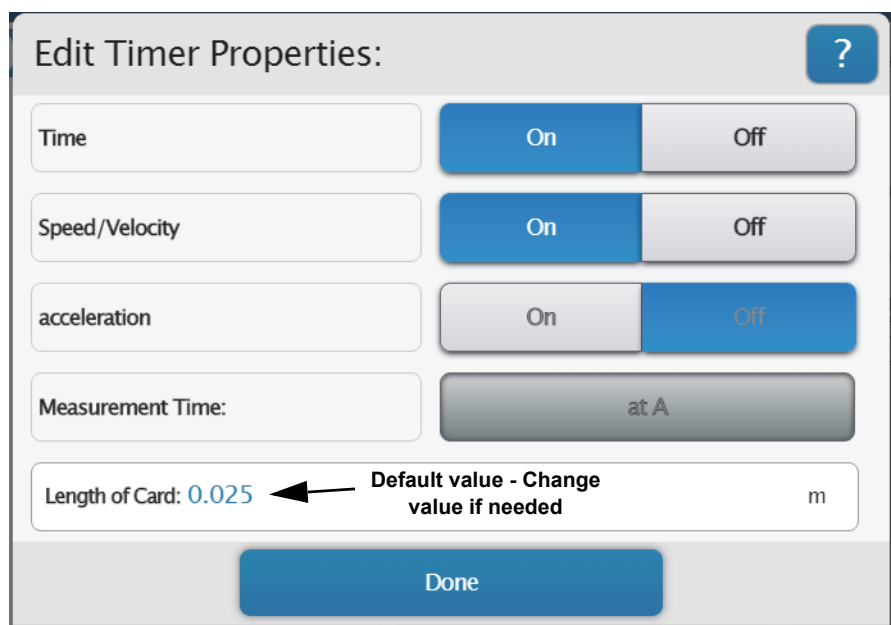 Edit Timer Properties:
?
Time
On
Off
Speed/Velocity
On
Off
acceleration
On
Off
Measurement Time:
at A
Length of Card: 0.025
Default value - Change
value if needed
m
Done